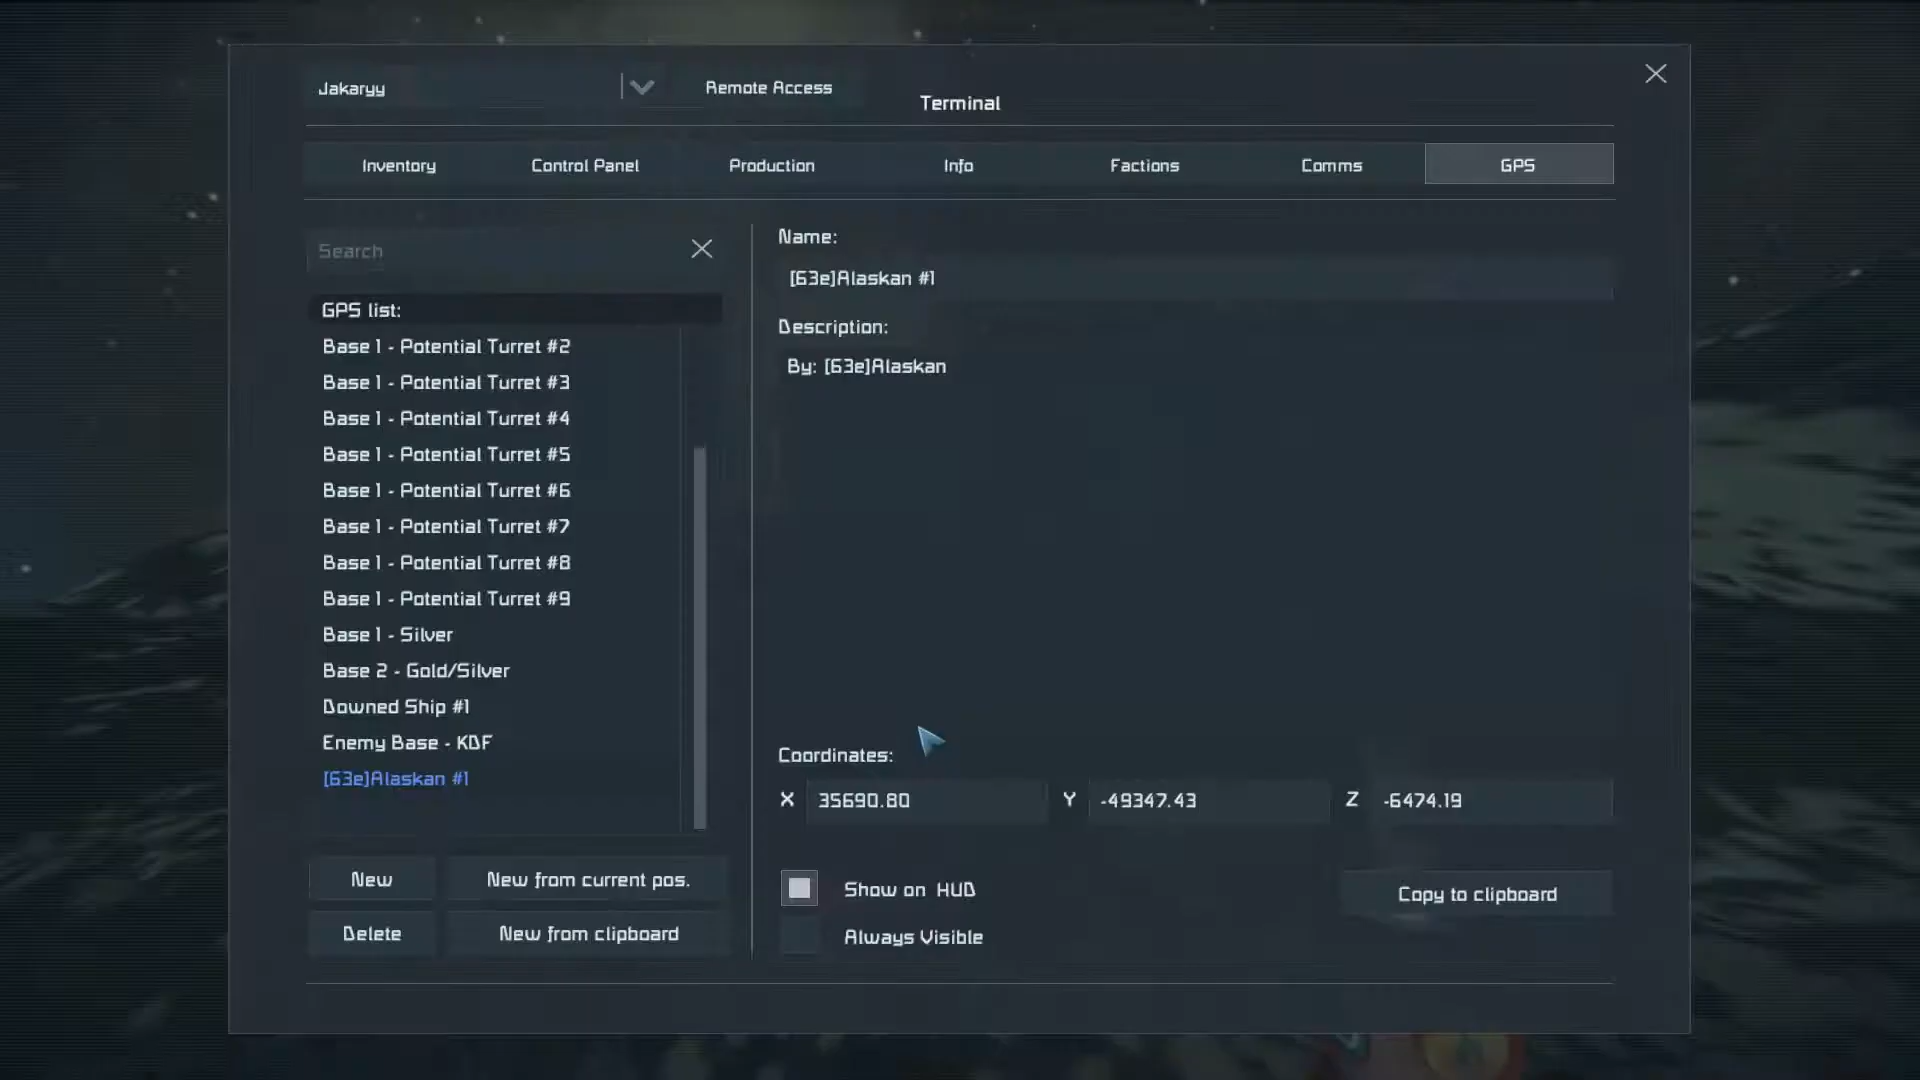 Jakaryy
Remote Access
Terminal
Inventory
Control Panel
Production
Info
Factions
Comms
GPS
Search
GPS list:
Base 1 - Potential Turret #2
Base 1 - Potential Turret #3
Base 1 - Potential Turret #4
Base 1 - Potential Turret #5
Base 1 - Potential Turret #6
Base 1 - Potential Turret #7
Base 1 - Potential Turret #8
Base 1 - Potential Turret #9
Base 1 - Silver
Base 2 - Gold/Silver
Downed Ship #1
Enemy Base - KDF
[63e]Alaskan #1
New
New from current pos.
Delete
New from clipboard
Name:
[63e]Alaskan #1
Description:
By: [63e]Alaskan
Coordinates:
X 35690.80 Y -49347.43 Z -6474.19
Show on HUD
Always Visible
Copy to clipboard